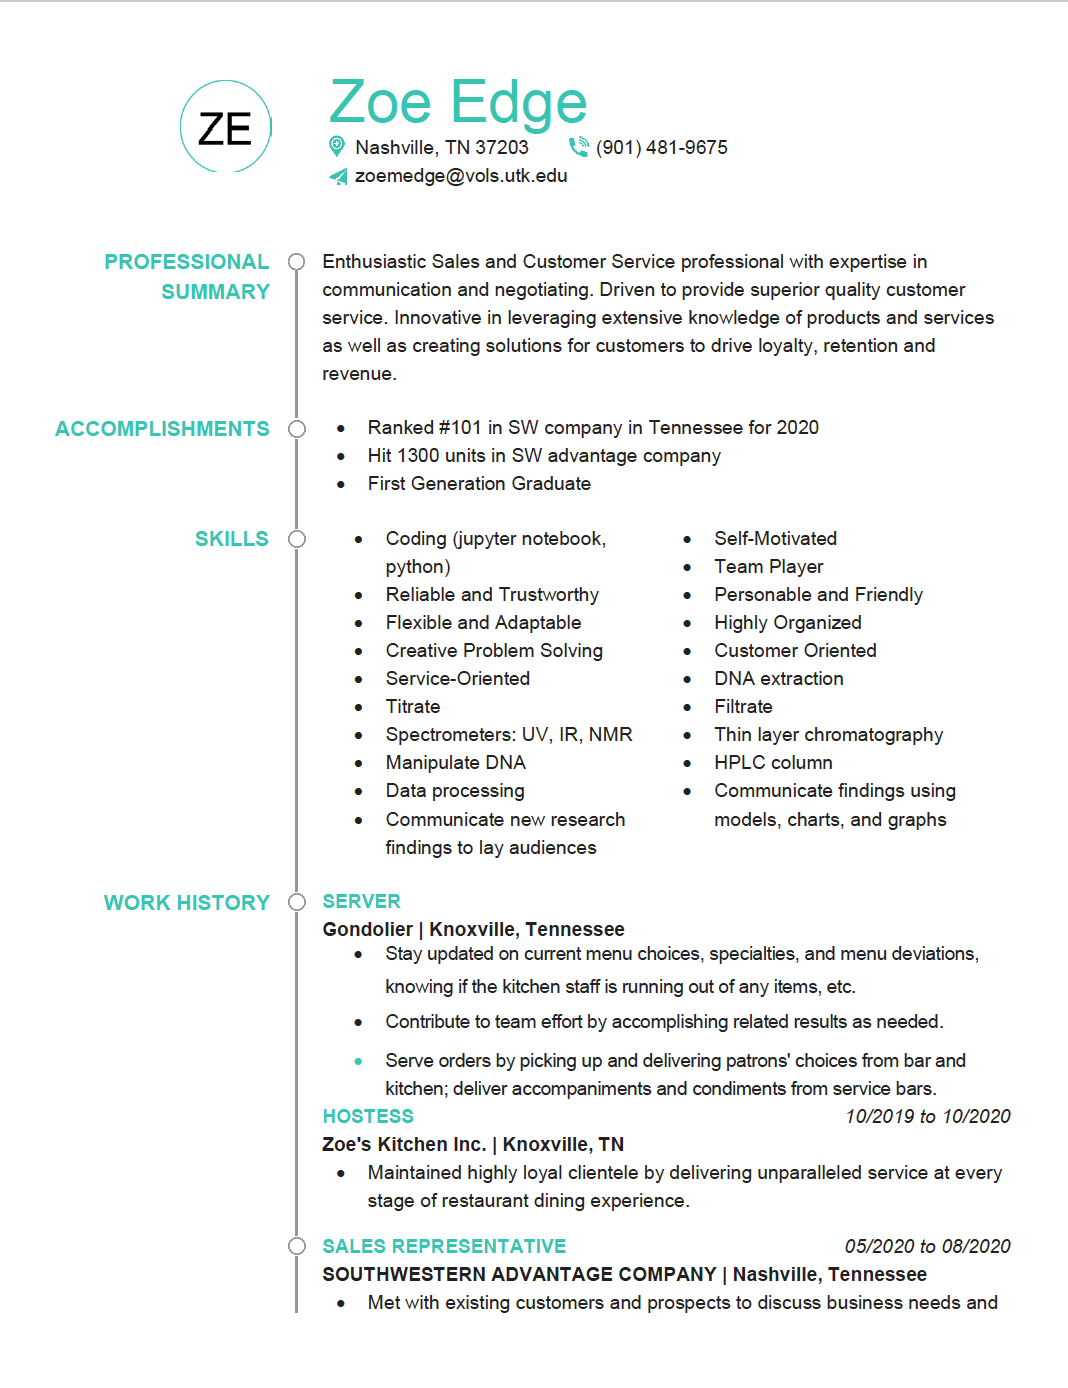 ZE
Zoe Edge
Nashville, TN 37203 (901) 481-9675
zoemedge@vols.utk.edu
PROFESSIONAL
SUMMARY
Enthusiastic Sales and Customer Service professional with expertise in
communication and negotiating. Driven to provide superior quality customer
service. Innovative in leveraging extensive knowledge of products and services
as well as creating solutions for customers to drive loyalty, retention and
revenue.
ACCOMPLISHMENTS
• Ranked #101 in SW company in Tennessee for 2020
• Hit 1300 units in SW advantage company
• First Generation Graduate
SKILLS
• Coding (jupyter notebook,
python)
• Reliable and Trustworthy
• Flexible and Adaptable
• Creative Problem Solving
• Service-Oriented
• Titrate
• Spectrometers: UV, IR, NMR
• Manipulate DNA
• Data processing
• Communicate new research
findings to lay audiences
• Self-Motivated
• Team Player
• Personable and Friendly
• Highly Organized
• Customer Oriented
• DNA extraction
• Filtrate
• Thin layer chromatography
• HPLC column
• Communicate findings using
models, charts, and graphs
WORK HISTORY
SERVER
Gondolier | Knoxville, Tennessee
• Stay updated on current menu choices, specialties, and menu deviations,
knowing if the kitchen staff is running out of any items, etc.
• Contribute to team effort by accomplishing related results as needed.
• Serve orders by picking up and delivering patrons' choices from bar and
kitchen; deliver accompaniments and condiments from service bars.
HOSTESS 10/2019 to 10/2020
Zoe's Kitchen Inc. | Knoxville, TN
• Maintained highly loyal clientele by delivering unparalleled service at every
stage of restaurant dining experience.
SALES REPRESENTATIVE 05/2020 to 08/2020
SOUTHWESTERN ADVANTAGE COMPANY | Nashville, Tennessee
• Met with existing customers and prospects to discuss business needs and